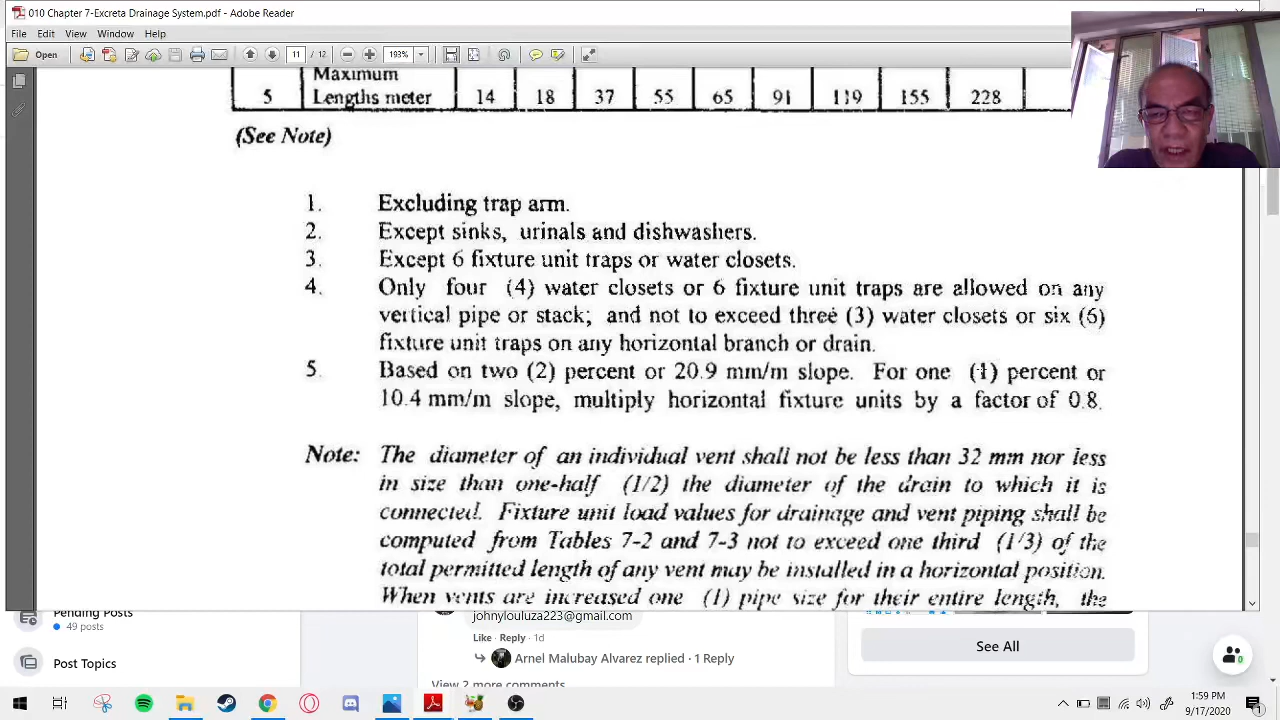 010 Chapter 7-Excreta Drainage System.pdf - Adobe Reader
File Edit View Window Help
Open 11 / 12 193%
Maximum
5 Lengths meter 14 18 37 55 65 91 119 155 228
(See Note)
1. Excluding trap arm.
2. Except sinks, urinals and dishwashers.
3. Except 6 fixture unit traps or water closets.
4. Only four (4) water closets or 6 fixture unit traps are allowed on any
vertical pipe or stack; and not to exceed three (3) water closets or six (6)
fixture unit traps on any horizontal branch or drain.
5. Based on two (2) percent or 20.9 mm/m slope. For one (1) percent or
10.4 mm/m slope, multiply horizontal fixture units by a factor of 0.8.
Note: The diameter of an individual vent shall not be less than 32 mm nor less
in size than one-half (1/2) the diameter of the drain to which it is
connected. Fixture unit load values for drainage and vent piping shall be
computed from Tables 7-2 and 7-3 not to exceed one third (1/3) of the
total permitted length of any vent may be installed in a horizontal position.
When vents are increased one (1) pipe size for their entire length, the
Pending Posts
49 posts
Post Topics
johnylouluza223@gmail.com
Like · Reply · 1d
Arnel Malubay Alvarez replied · 1 Reply
View 2 more comments
See All
0
1:59 PM
9/17/2020
1